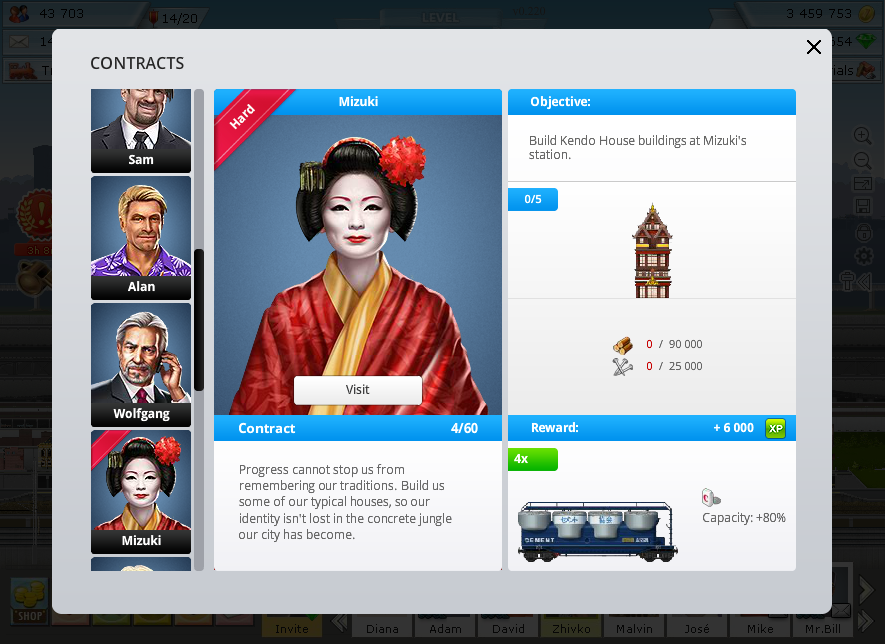 43 703
14/20
LEVEL
3 459 753
CONTRACTS
Sam
Alan
Wolfgang
Mizuki
Hard
Mizuki
Visit
Contract 4/60
Progress cannot stop us from
remembering our traditions. Build us
some of our typical houses, so our
identity isn't lost in the concrete jungle
our city has become.
Objective:
Build Kendo House buildings at Mizuki's
station.
0/5
0 / 90 000
0 / 25 000
Reward: + 6 000 XP
4x
セメント
CEMENT
Capacity: +80%
SHOP
Invite
Diana
Adam
David
Zhivko
Malvin
José
Mike
Mr.Bill